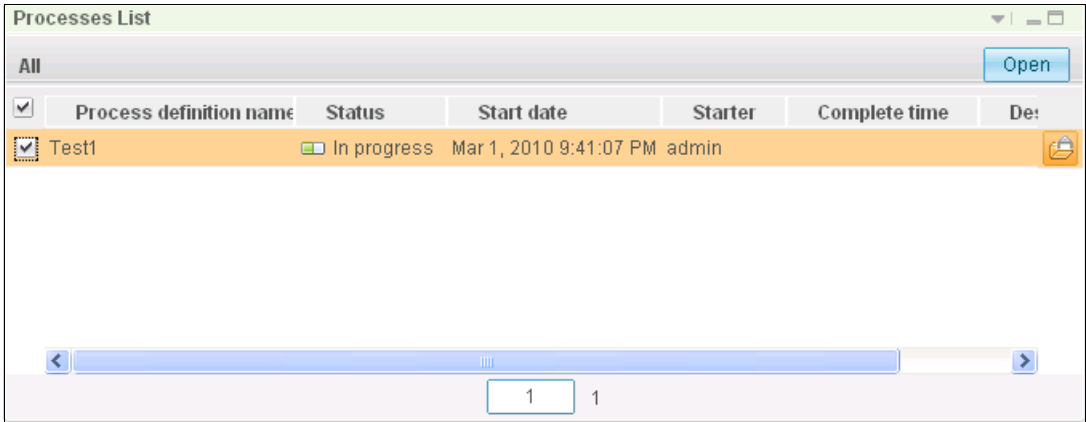 Processes List
All Open
Process definition name Status Start date Starter Complete time Des
Test1 In progress Mar 1, 2010 9:41:07 PM admin
1 1